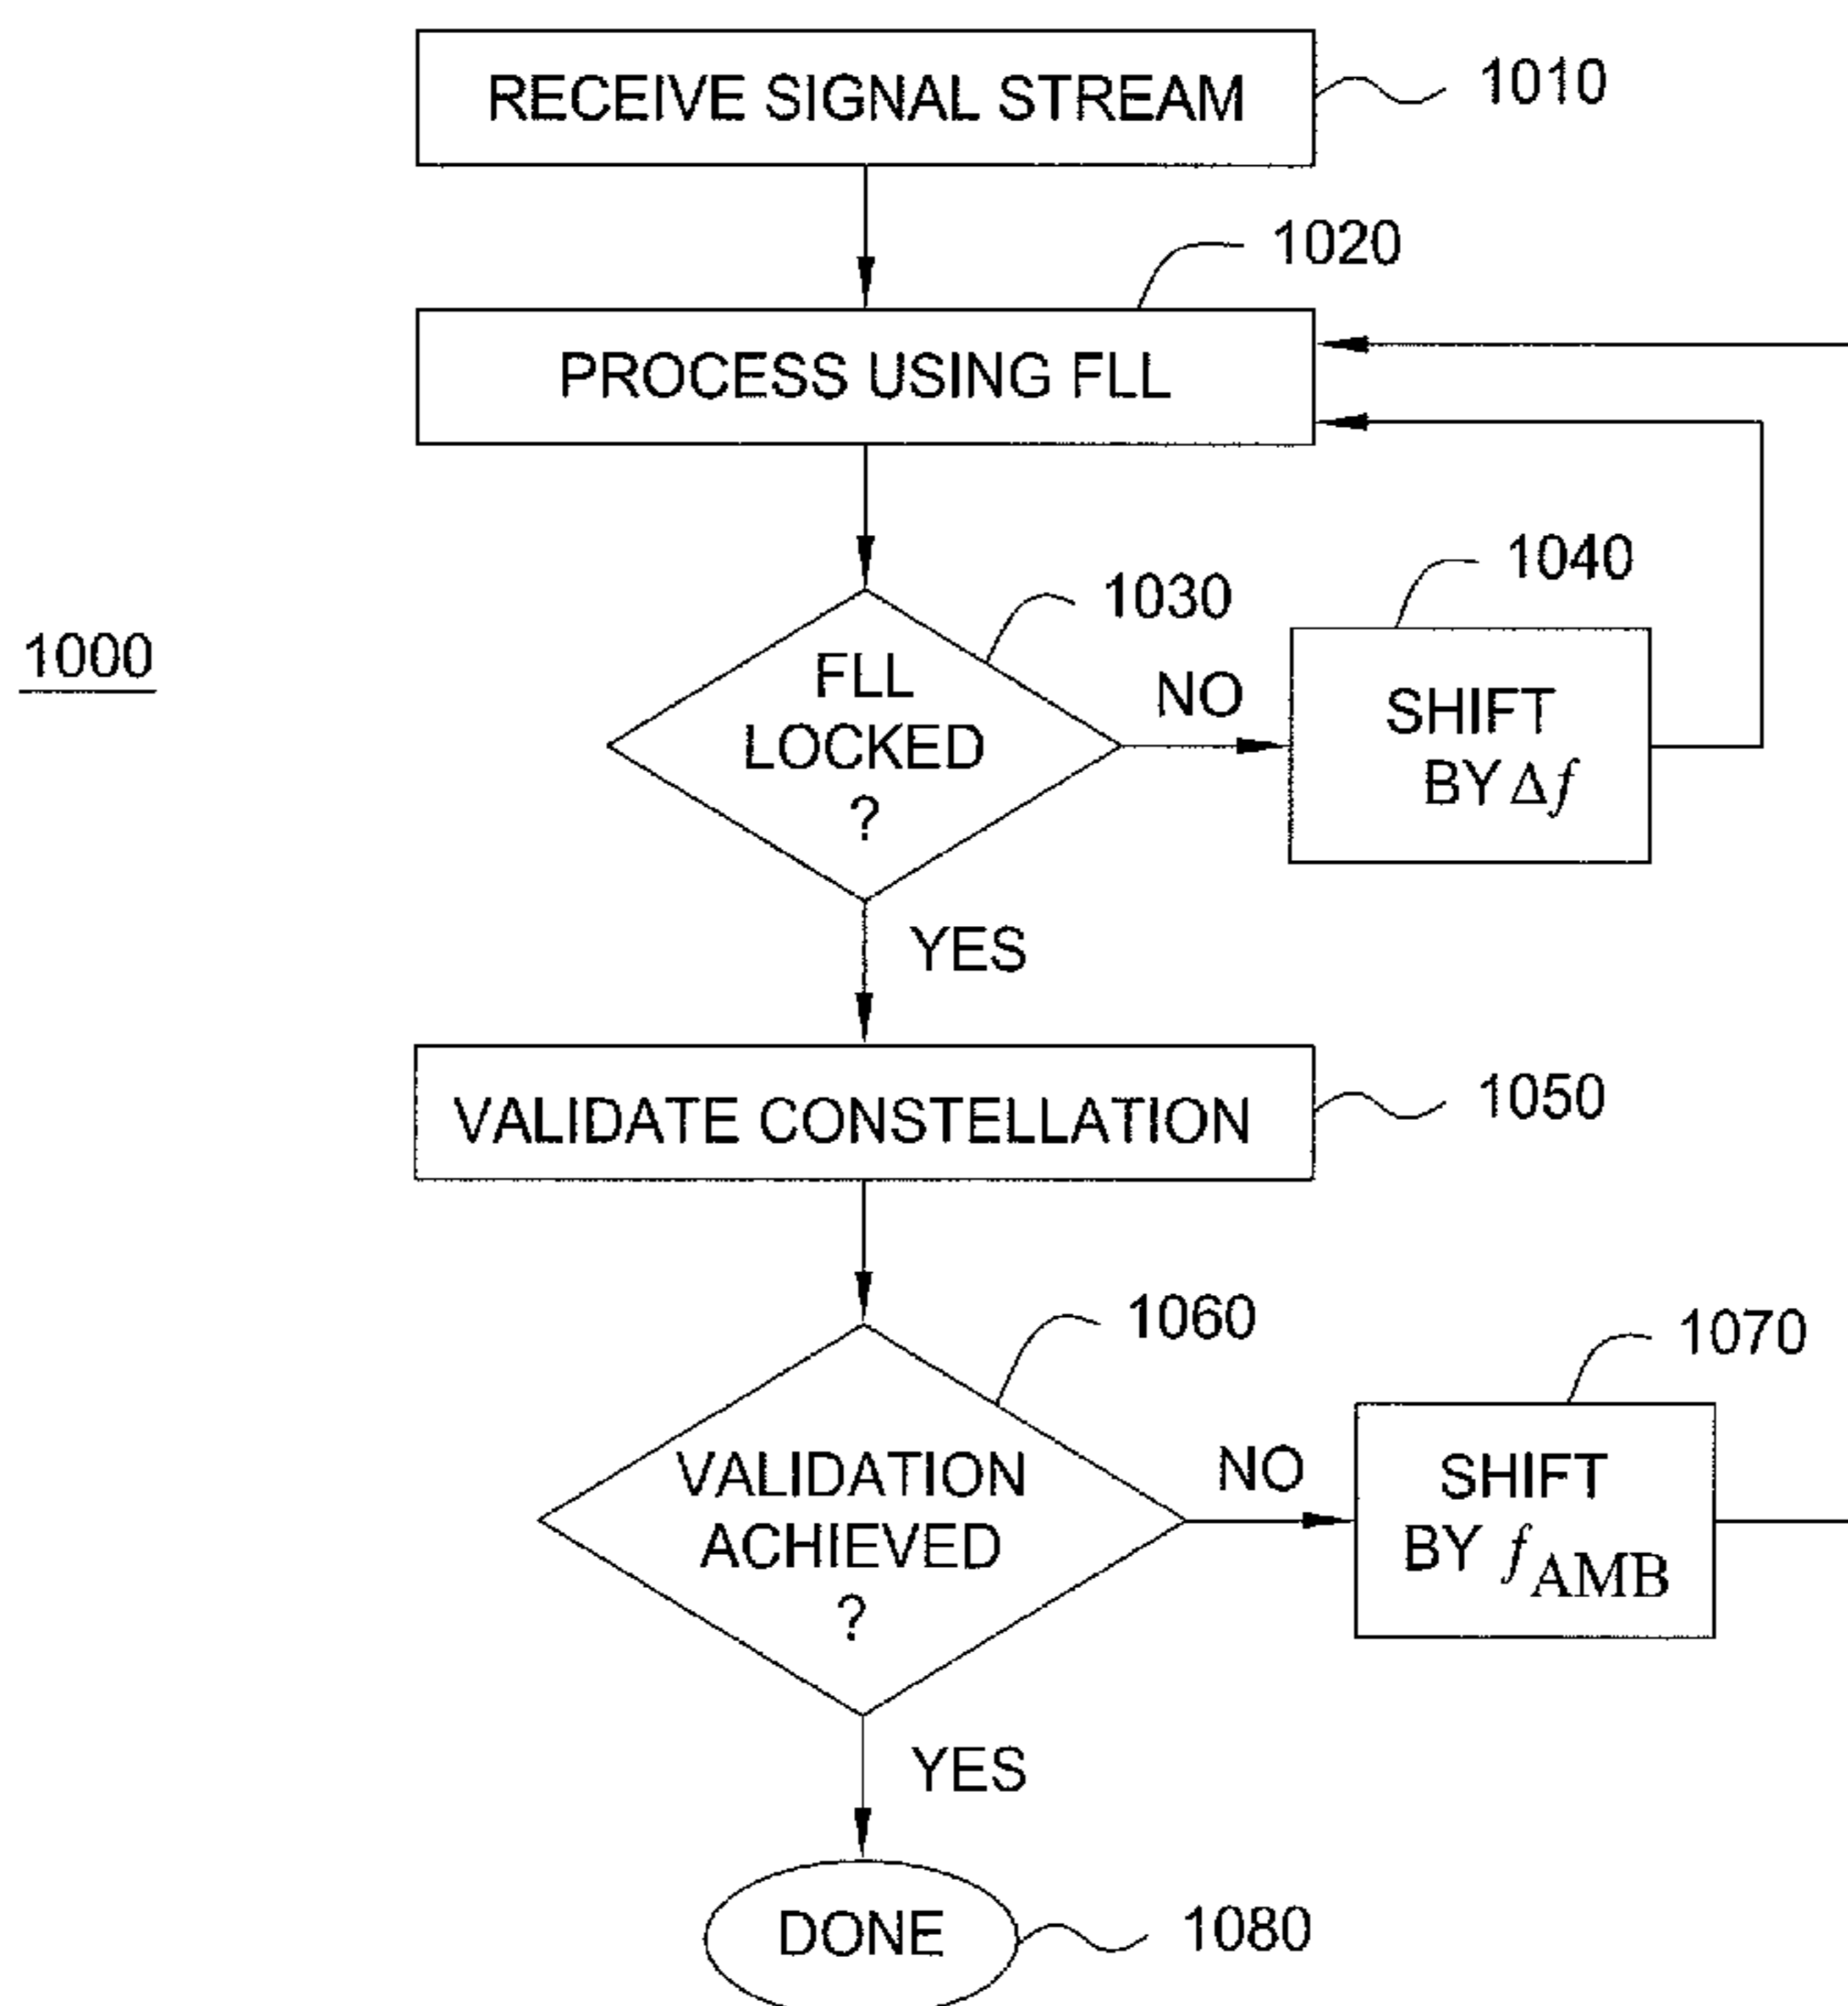 RECEIVE SIGNAL STREAM
1010
1020
PROCESS USING FLL
1030
1040
1000
FLL
LOCKED
?
NO
SHIFT
BY Δf
YES
VALIDATE CONSTELLATION
1050
1060
1070
VALIDATION
ACHIEVED
?
NO
SHIFT
BY f AMB
YES
DONE
1080